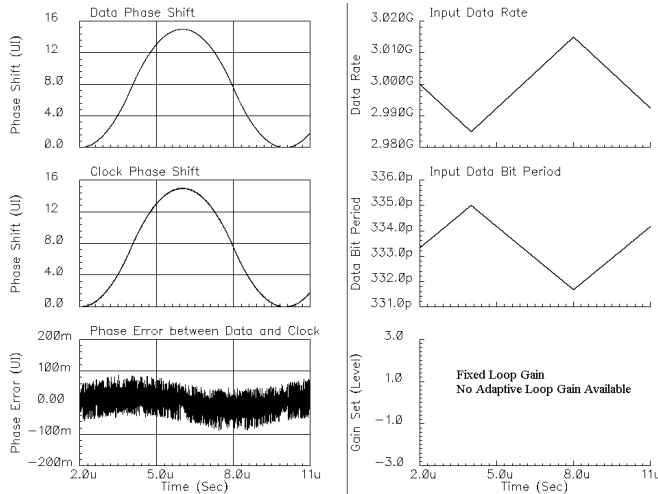 Data Phase Shift
Phase Shift (UI)
16
12
8.0
4.0
0.0
Clock Phase Shift
Phase Shift (UI)
16
12
8.0
4.0
0.0
Phase Error between Data and Clock
Phase Error (UI)
200m
100m
0.00
-100m
-200m
2.0u 5.0u 8.0u 11u
Time (Sec)
Input Data Rate
Data Rate
3.020G
3.010G
3.000G
2.990G
2.980G
Input Data Bit Period
Data Bit Period
336.0p
335.0p
334.0p
333.0p
332.0p
331.0p
Gain Set (Level)
3.0
1.0
-1.0
-3.0
Fixed Loop Gain
No Adaptive Loop Gain Available
2.0u 5.0u 8.0u 11u
Time (Sec)